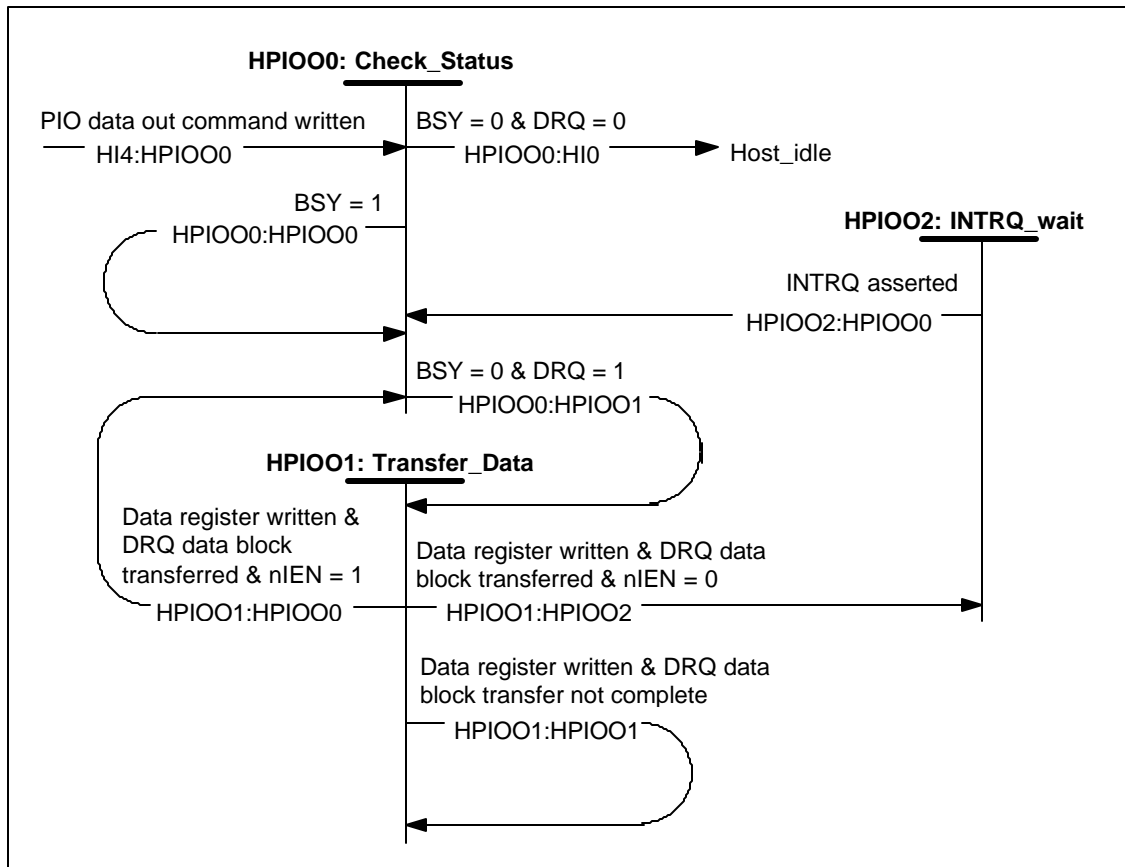 HPIOO0: Check_Status
PIO data out command written
HI4:HPIOO0
BSY = 0 & DRQ = 0
HPIOO0:HI0
Host_idle
BSY = 1
HPIOO0:HPIOO0
HPIOO2: INTRQ_wait
INTRQ asserted
HPIOO2:HPIOO0
BSY = 0 & DRQ = 1
HPIOO0:HPIOO1
HPIOO1: Transfer_Data
Data register written &
DRQ data block
transferred & nIEN = 1
HPIOO1:HPIOO0
Data register written & DRQ data
block transferred & nIEN = 0
HPIOO1:HPIOO2
Data register written & DRQ data
block transfer not complete
HPIOO1:HPIOO1